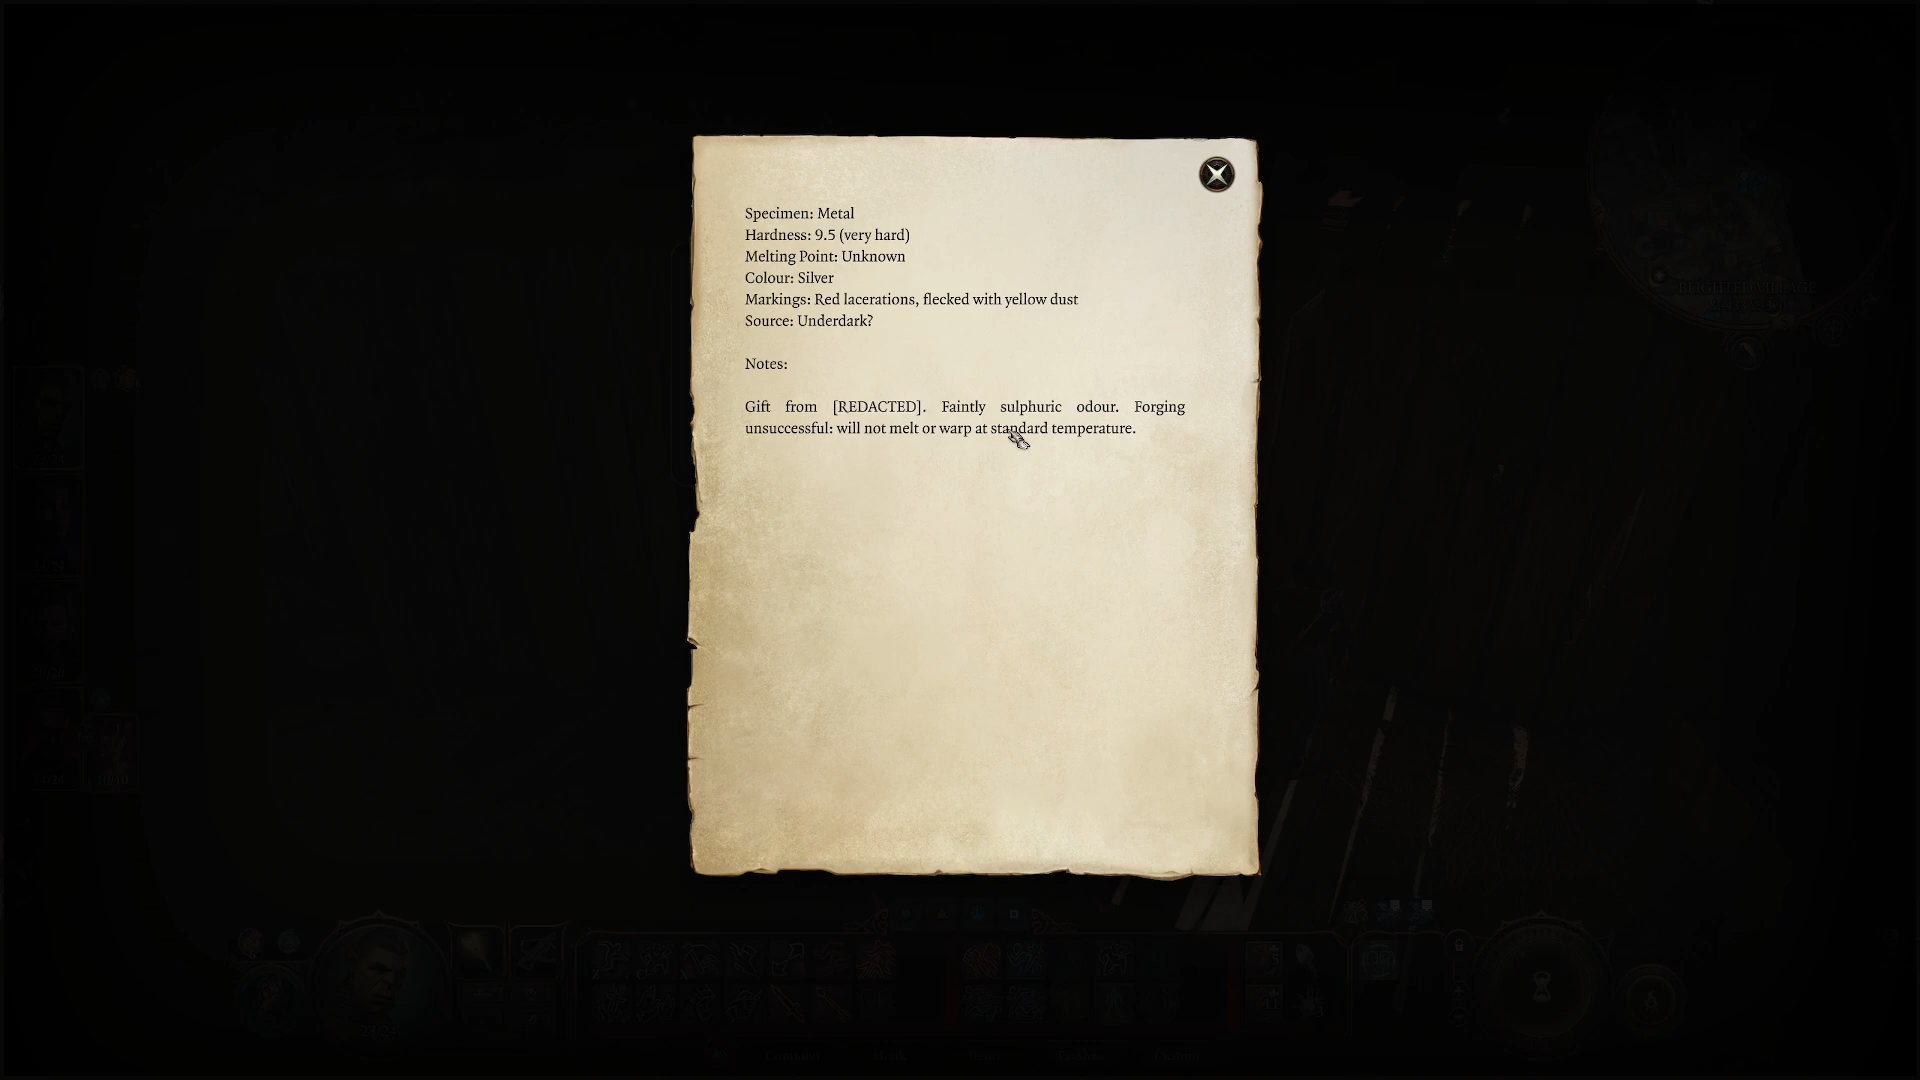 Specimen: Metal
Hardness: 9.5 (very hard)
Melting Point: Unknown
Colour: Silver
Markings: Red lacerations, flecked with yellow dust
Source: Underdark?
Notes:
Gift from [REDACTED]. Faintly sulphuric odour. Forging
unsuccessful: will not melt or warp at standard temperature.
BLIGHTED VILLAGE